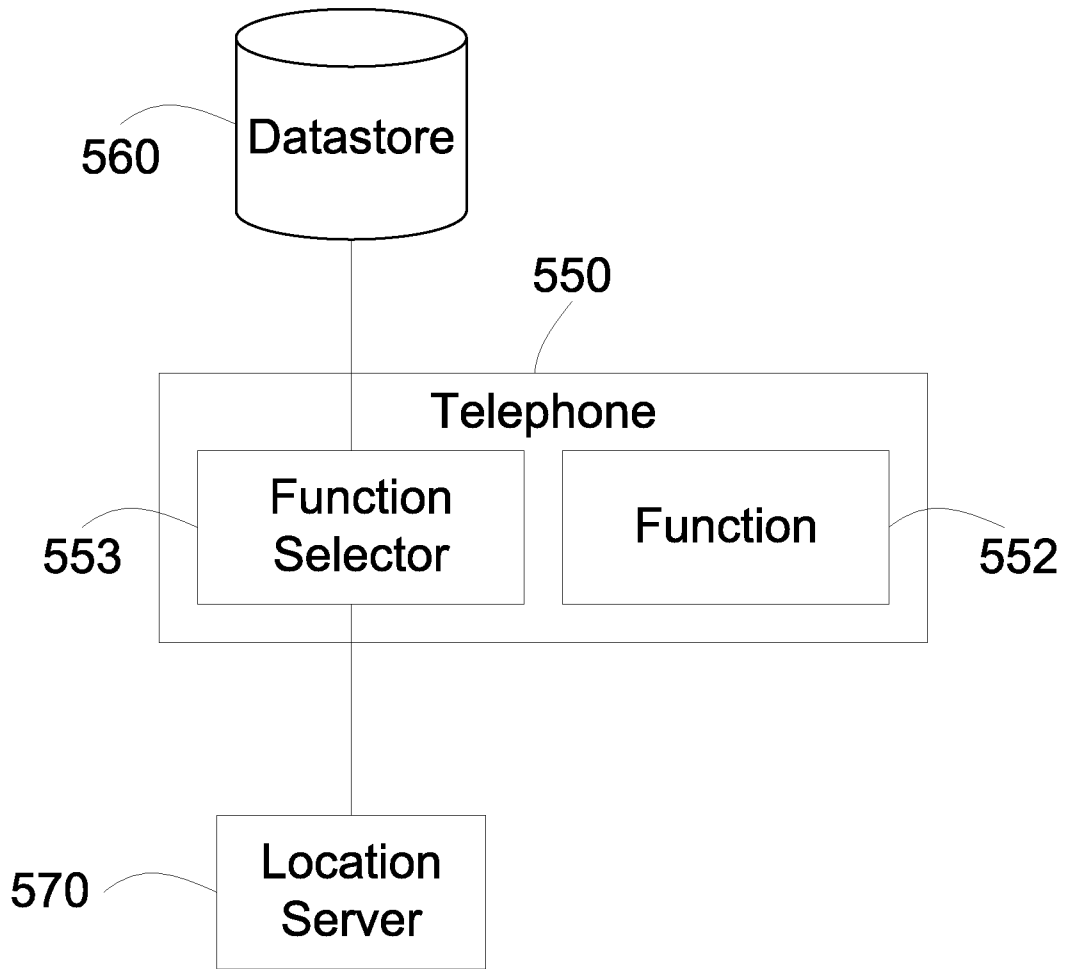 Datastore
560
550
Telephone
Function
Selector
Function
553
552
Location
Server
570